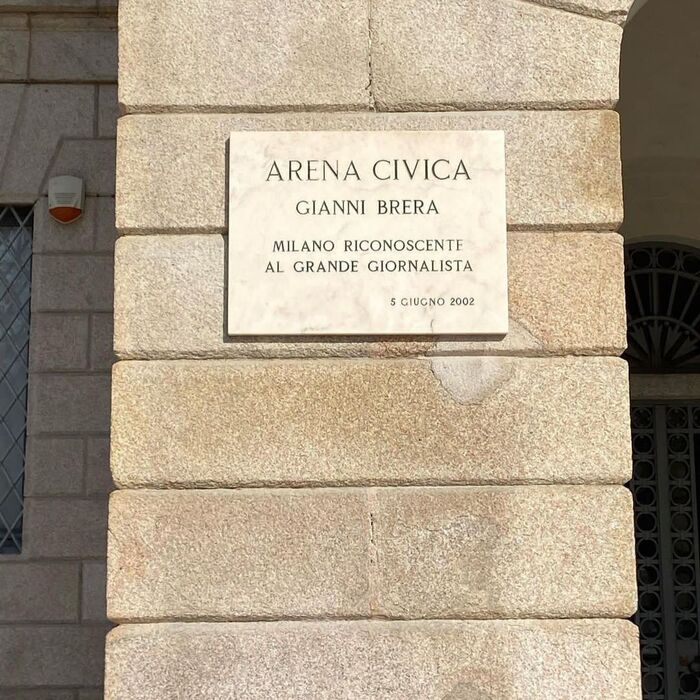 ARENA CIVICA
GIANNI BRERA
MILANO RICONOSCENTE
AL GRANDE GIORNALISTA
5 GIUGNO 2002